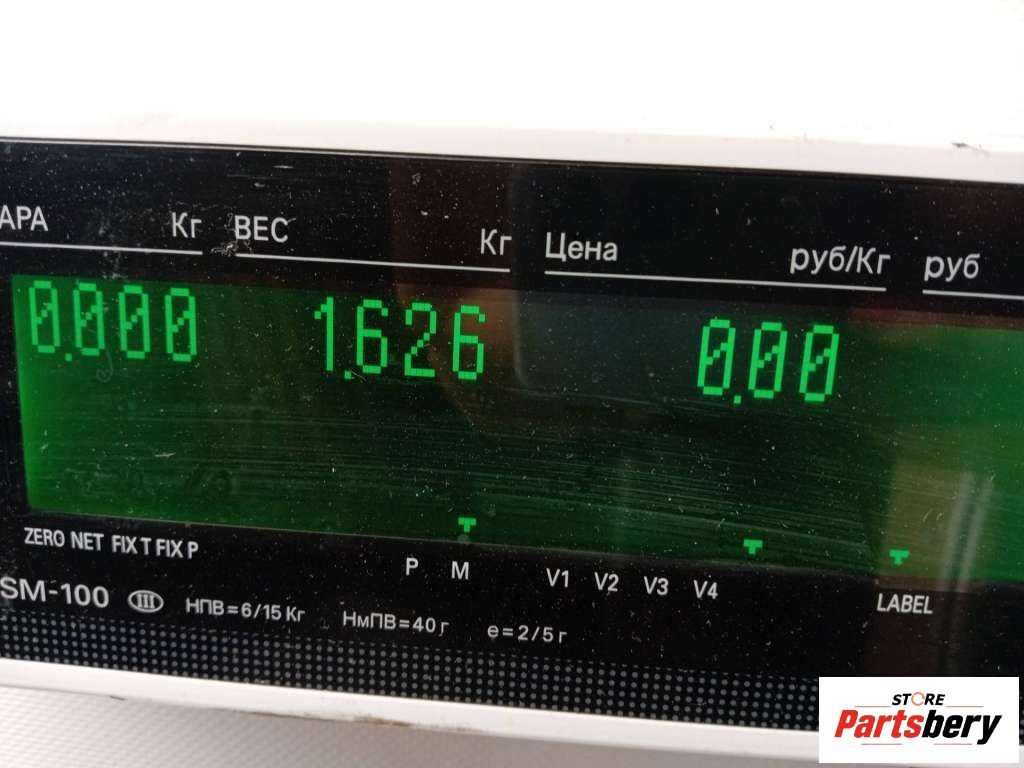 АРА Кг ВЕС Кг Цена руб/Кг руб
0.000 1.626 0.00
ZERO NET FIX T FIX P P M V1 V2 V3 V4 LABEL
SM-100 III НПВ=6/15 Кг НмПВ=40 г e=2/5 г
STORE
Partsbery